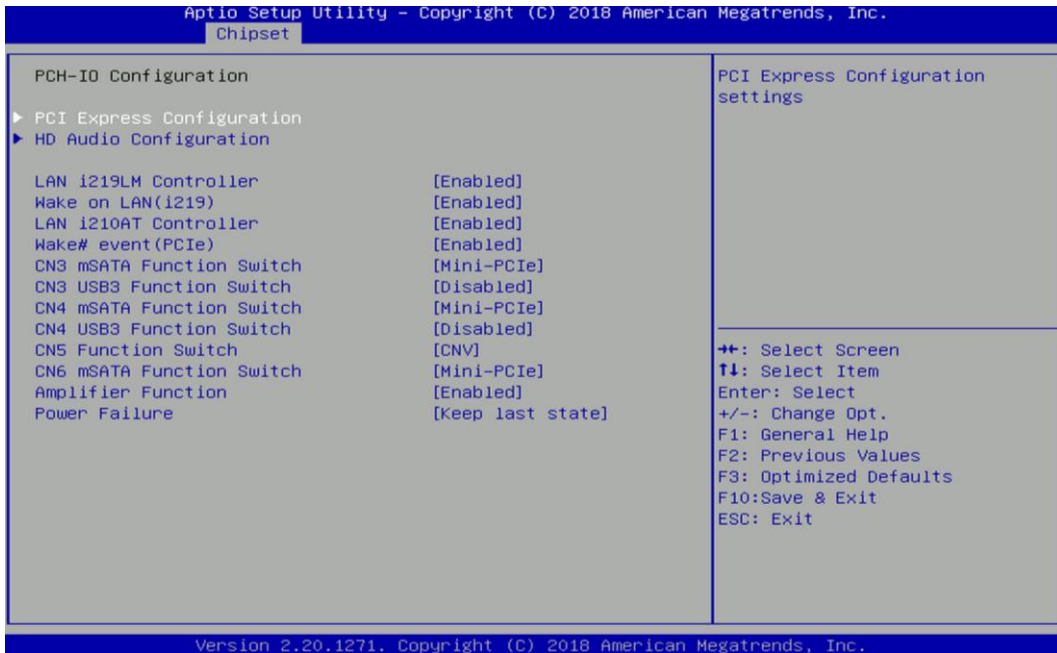 Aptio Setup Utility – Copyright (C) 2018 American Megatrends, Inc.
Chipset
PCH-IO Configuration
▶ PCI Express Configuration
▶ HD Audio Configuration
LAN i219LM Controller [Enabled]
Wake on LAN(i219) [Enabled]
LAN i210AT Controller [Enabled]
Wake# event(PCIe) [Enabled]
CN3 mSATA Function Switch [Mini-PCIe]
CN3 USB3 Function Switch [Disabled]
CN4 mSATA Function Switch [Mini-PCIe]
CN4 USB3 Function Switch [Disabled]
CN5 Function Switch [CNV]
CN6 mSATA Function Switch [Mini-PCIe]
Amplifier Function [Enabled]
Power Failure [Keep last state]
PCI Express Configuration
settings
→←: Select Screen
↑↓: Select Item
Enter: Select
+/-: Change Opt.
F1: General Help
F2: Previous Values
F3: Optimized Defaults
F10:Save & Exit
ESC: Exit
Version 2.20.1271. Copyright (C) 2018 American Megatrends, Inc.